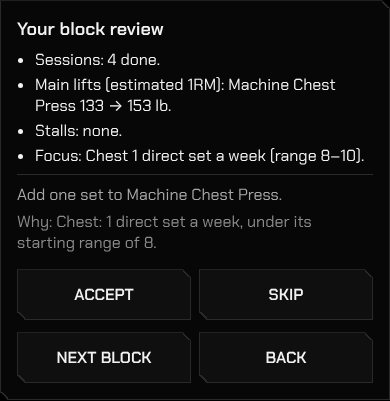 Your block review
• Sessions: 4 done.
• Main lifts (estimated 1RM): Machine Chest
Press 133 → 153 lb.
• Stalls: none.
• Focus: Chest 1 direct set a week (range 8–10).
Add one set to Machine Chest Press.
Why: Chest: 1 direct set a week, under its
starting range of 8.
ACCEPT
SKIP
NEXT BLOCK
BACK